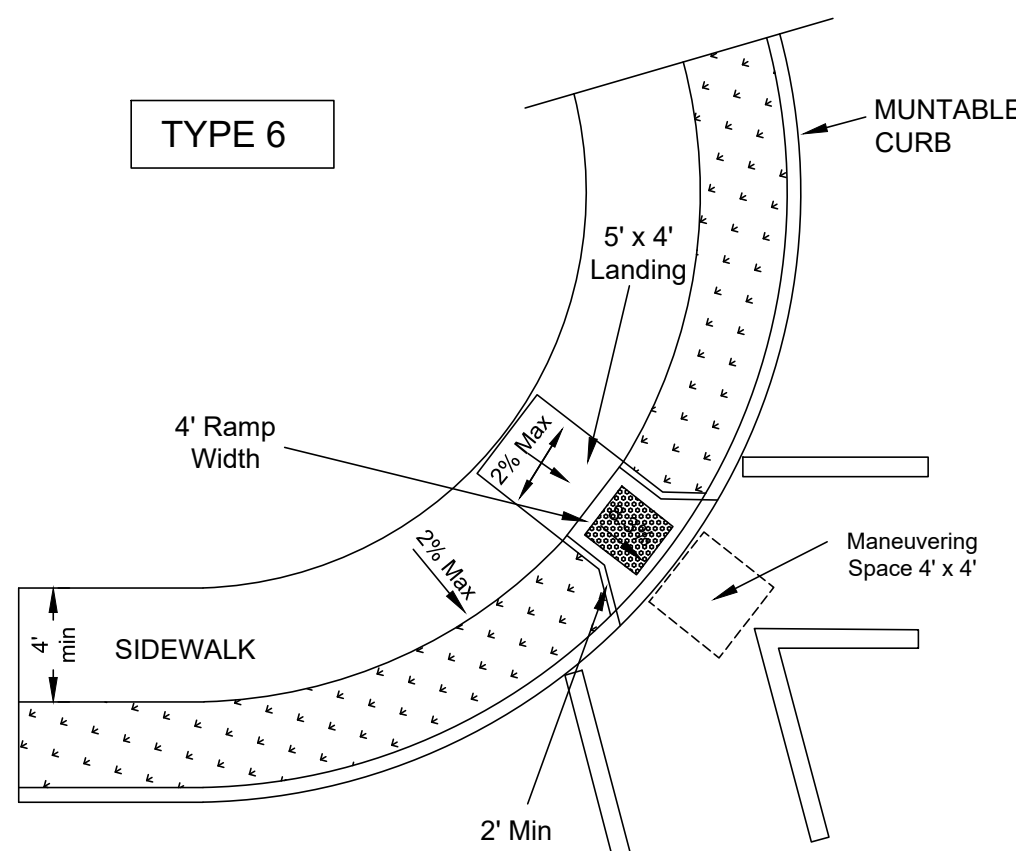 TYPE 6
MUNTABLE
CURB
5' x 4'
Landing
4' Ramp
Width
2% Max
2% Max
Maneuvering
Space 4' x 4'
4'
min
SIDEWALK
2' Min